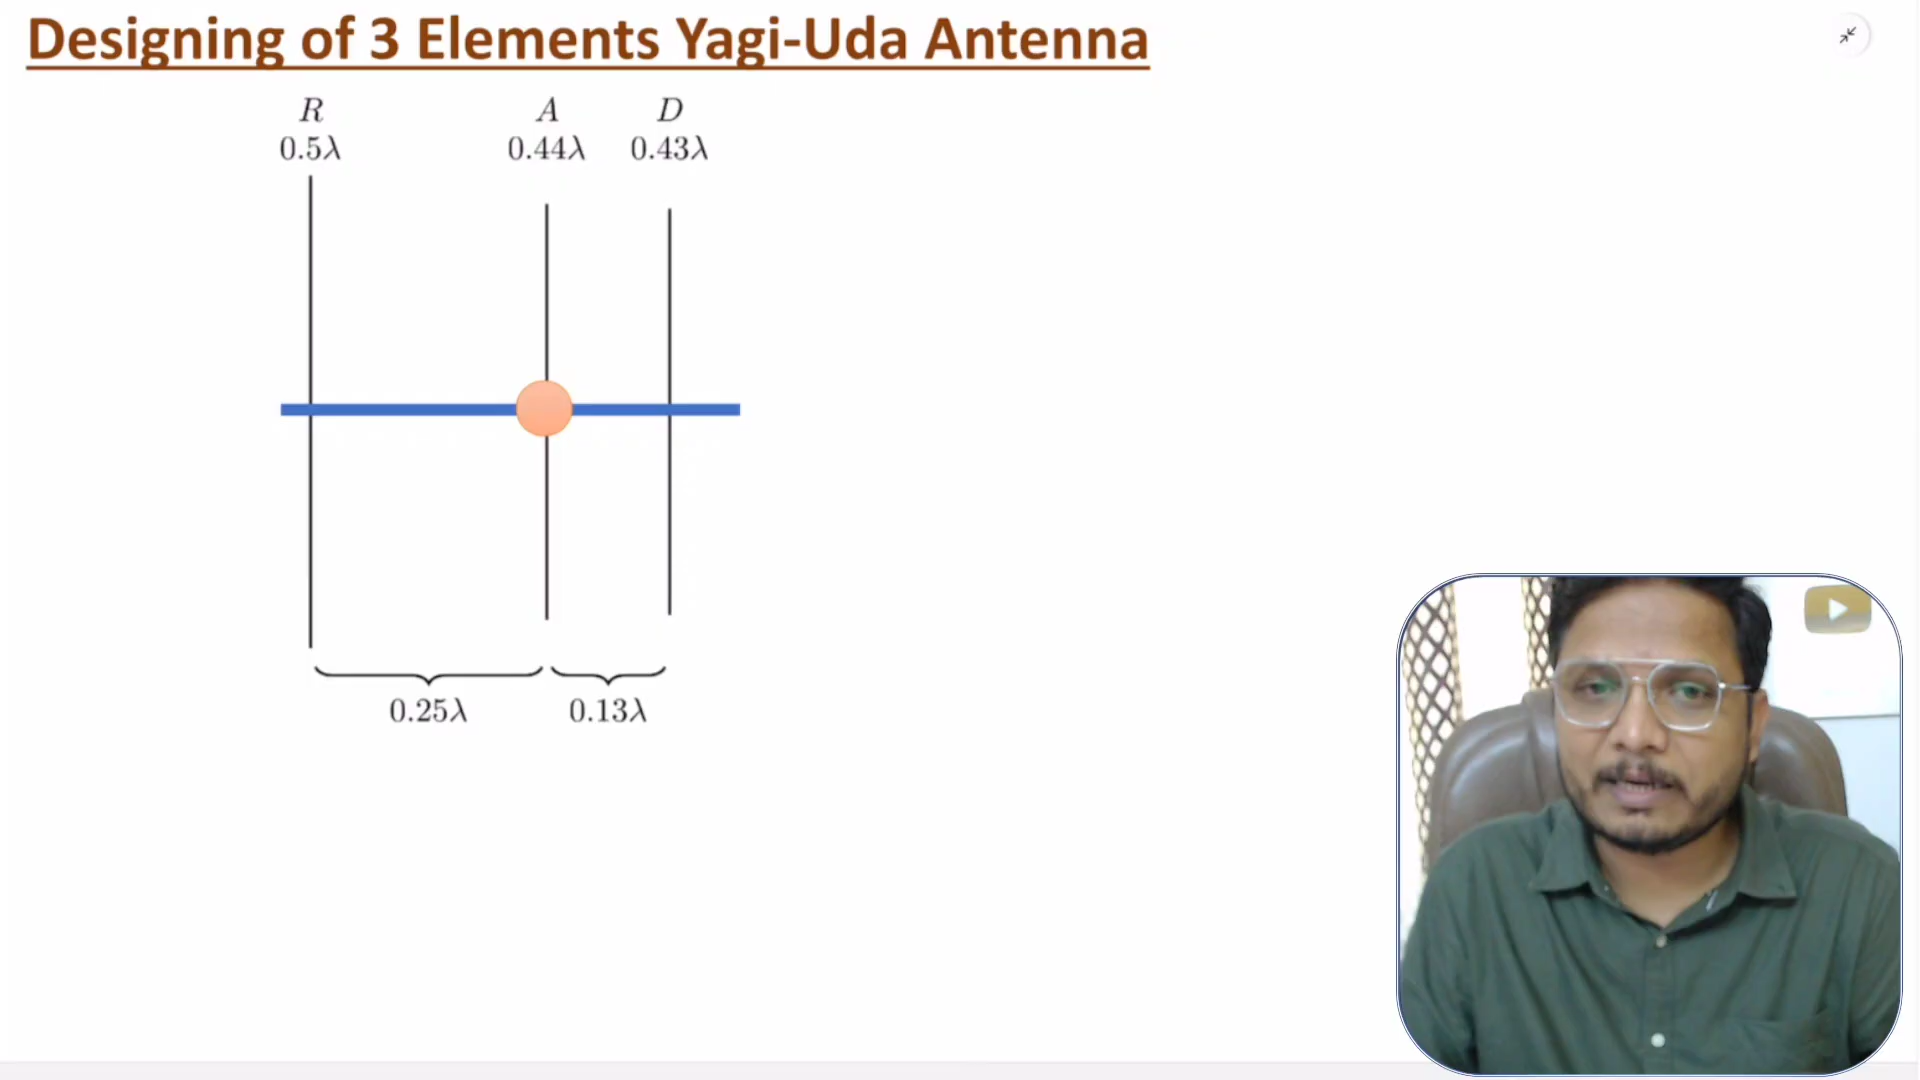 Designing of 3 Elements Yagi-Uda Antenna
R A D
0.5λ 0.44λ 0.43λ
0.25λ 0.13λ